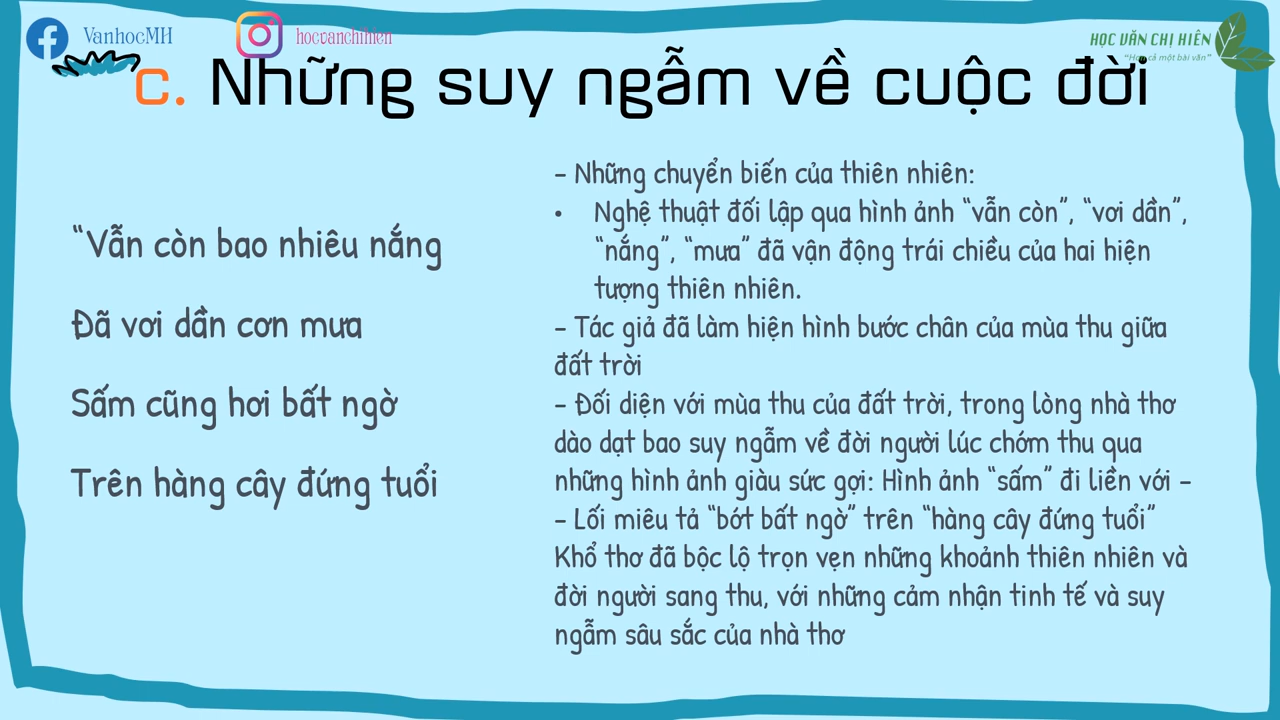 VanhocMH
hocvanchihien
HỌC VĂN CHỊ HIÊN
“Hơn cả một bài văn”
c. Những suy ngẫm về cuộc đời
“Vẫn còn bao nhiêu nắng
Đã vơi dần cơn mưa
Sấm cũng hơi bất ngờ
Trên hàng cây đứng tuổi
– Những chuyển biến của thiên nhiên:
• Nghệ thuật đối lập qua hình ảnh “vẫn còn”, “vơi dần”,
“nắng”, “mưa” đã vận động trái chiều của hai hiện
tượng thiên nhiên.
– Tác giả đã làm hiện hình bước chân của mùa thu giữa
đất trời
– Đối diện với mùa thu của đất trời, trong lòng nhà thơ
dào dạt bao suy ngẫm về đời người lúc chớm thu qua
những hình ảnh giàu sức gợi: Hình ảnh “sấm” đi liền với –
– Lối miêu tả “bớt bất ngờ” trên “hàng cây đứng tuổi”
Khổ thơ đã bộc lộ trọn vẹn những khoảnh thiên nhiên và
đời người sang thu, với những cảm nhận tinh tế và suy
ngẫm sâu sắc của nhà thơ